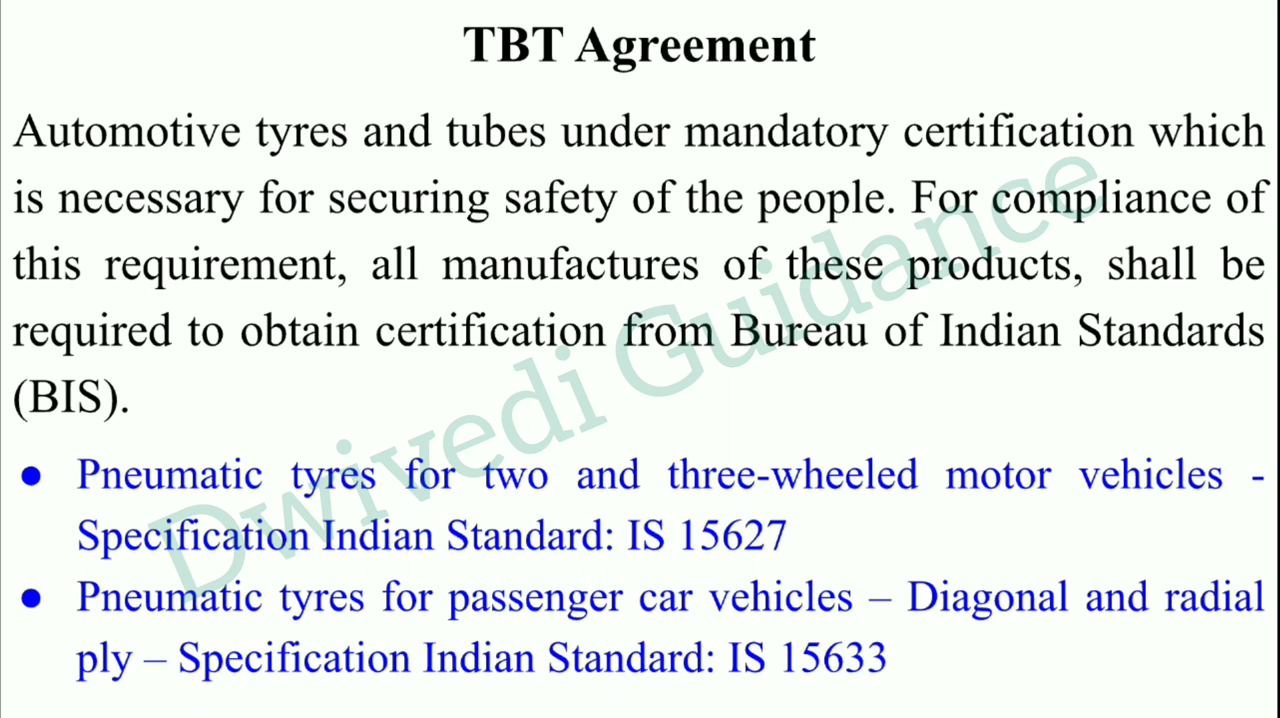 TBT Agreement
Automotive tyres and tubes under mandatory certification which
is necessary for securing safety of the people. For compliance of
this requirement, all manufactures of these products, shall be
required to obtain certification from Bureau of Indian Standards
(BIS).
● Pneumatic tyres for two and three-wheeled motor vehicles -
Specification Indian Standard: IS 15627
● Pneumatic tyres for passenger car vehicles – Diagonal and radial
ply – Specification Indian Standard: IS 15633
Dwivedi Guidance